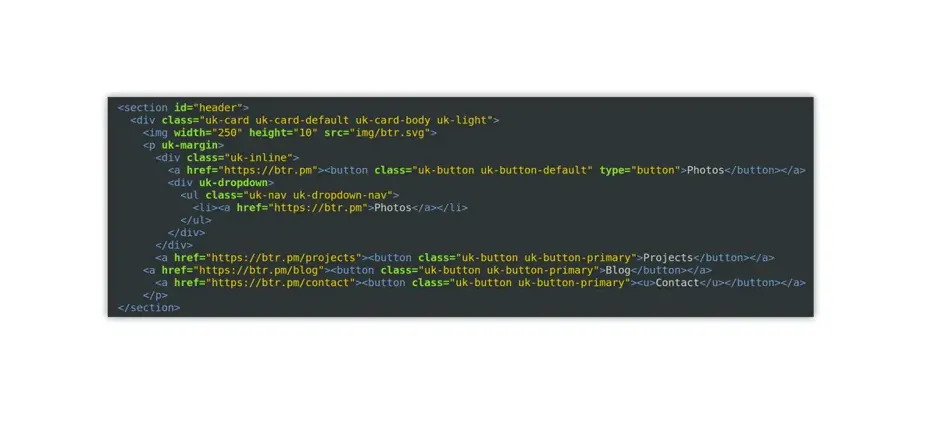 <section id="header">
<div class="uk-card uk-card-default uk-card-body uk-light">
<img width="250" height="10" src="img/btr.svg">
<p uk-margin>
<div class="uk-inline">
<a href="https://btr.pm"><button class="uk-button uk-button-default" type="button">Photos</button></a>
<div uk-dropdown>
<ul class="uk-nav uk-dropdown-nav">
<li><a href="https://btr.pm">Photos</a></li>
</ul>
</div>
</div>
<a href="https://btr.pm/projects"><button class="uk-button uk-button-primary">Projects</button></a>
<a href="https://btr.pm/blog"><button class="uk-button uk-button-primary">Blog</button></a>
<a href="https://btr.pm/contact"><button class="uk-button uk-button-primary"><u>Contact</u></button></a>
</p>
</section>